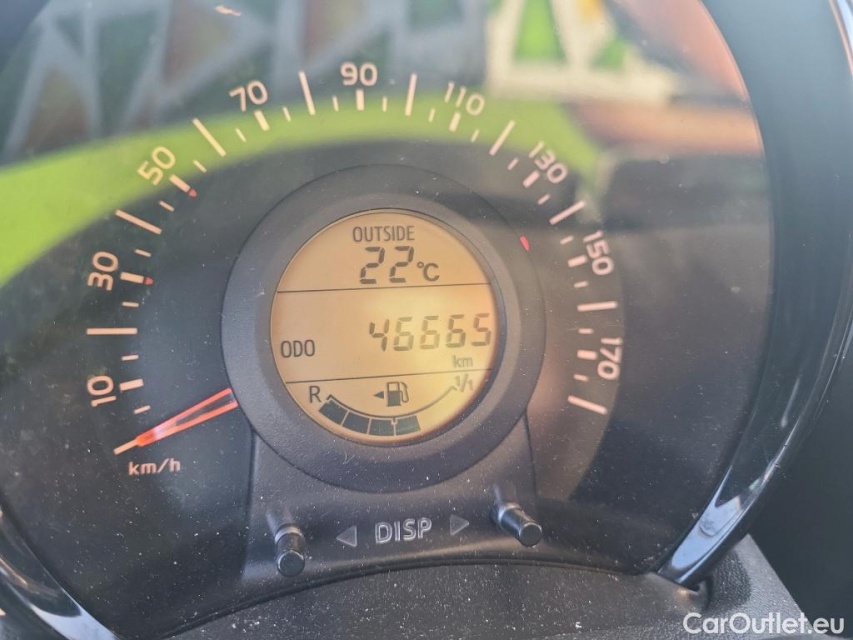 10
30
50
70
90
110
130
150
170
km/h
OUTSIDE
22°C
ODO 46665
km
R 1/1
DISP
CarOutlet.eu